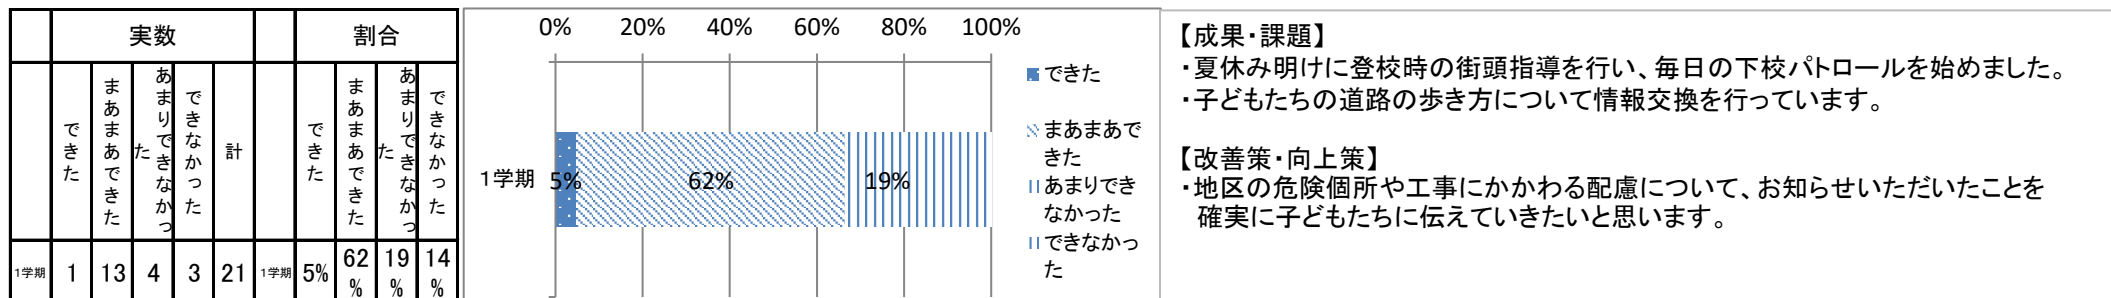 実数 割合
できた まあまあできた あまりできなかった できなかった 計 できた まあまあできた あまりできなかった できなかった
1学期 1 13 4 3 21 1学期 5% 62% 19% 14%
0% 20% 40% 60% 80% 100%
1学期 5% 62% 19%
できた
まあまあで
きた
あまりでき
なかった
できなかっ
た
【成果・課題】
・夏休み明けに登校時の街頭指導を行い、毎日の下校パトロールを始めました。
・子どもたちの道路の歩き方について情報交換を行っています。
【改善策・向上策】
・地区の危険個所や工事にかかわる配慮について、お知らせいただいたことを
確実に子どもたちに伝えていきたいと思います。